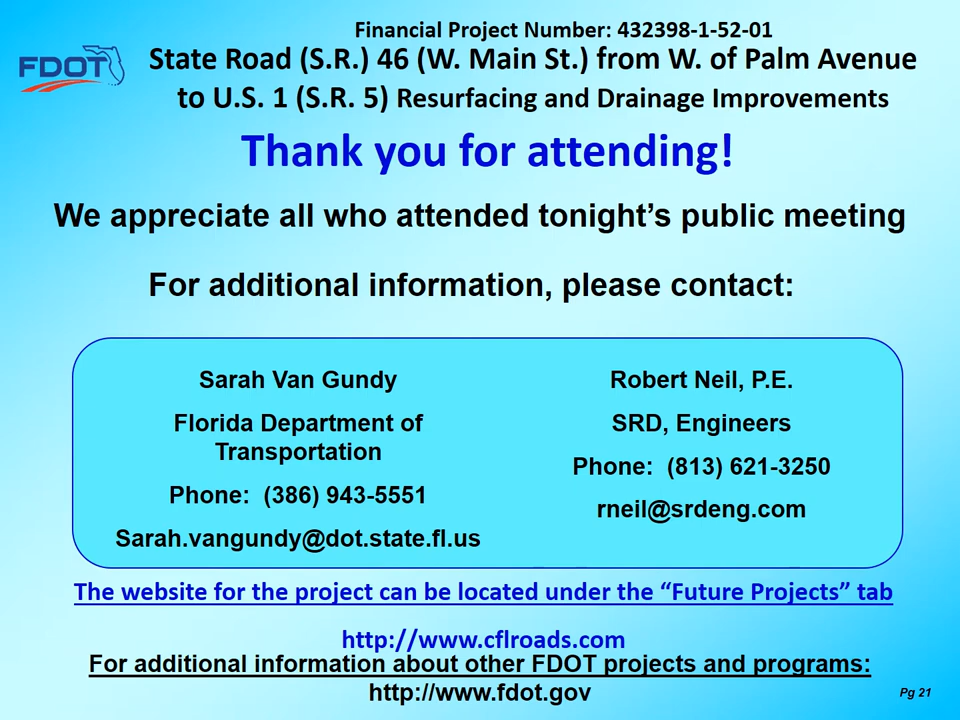 Financial Project Number: 432398-1-52-01
FDOT
State Road (S.R.) 46 (W. Main St.) from W. of Palm Avenue
to U.S. 1 (S.R. 5) Resurfacing and Drainage Improvements
Thank you for attending!
We appreciate all who attended tonight’s public meeting
For additional information, please contact:
Sarah Van Gundy
Florida Department of
Transportation
Phone:  (386) 943-5551
Sarah.vangundy@dot.state.fl.us
Robert Neil, P.E.
SRD, Engineers
Phone:  (813) 621-3250
rneil@srdeng.com
The website for the project can be located under the “Future Projects” tab
http://www.cflroads.com
For additional information about other FDOT projects and programs:
http://www.fdot.gov
Pg 21